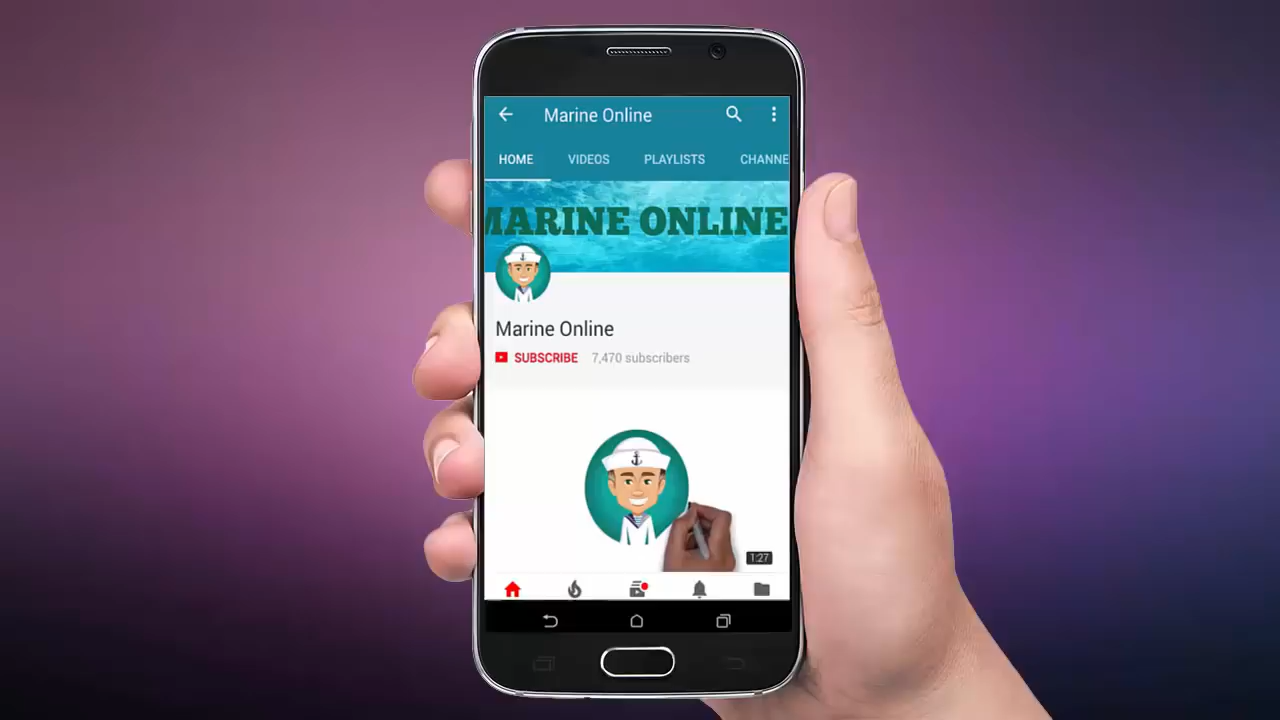 Marine Online
HOME VIDEOS PLAYLISTS CHANNE
MARINE ONLINE
Marine Online
SUBSCRIBE 7,470 subscribers
1:27